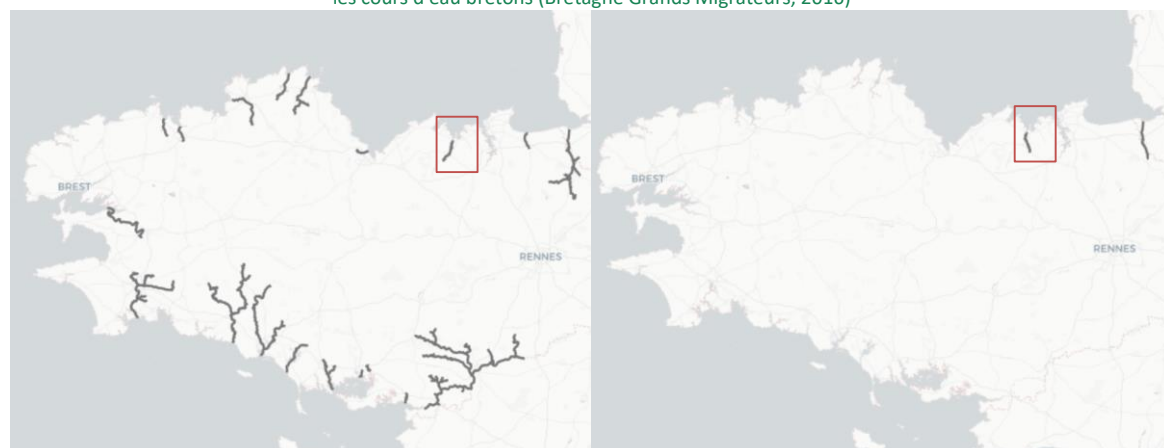 les cours d'eau bretons (Bretagne Grands Migrateurs, 2016)
BREST
RENNES
BREST
RENNES